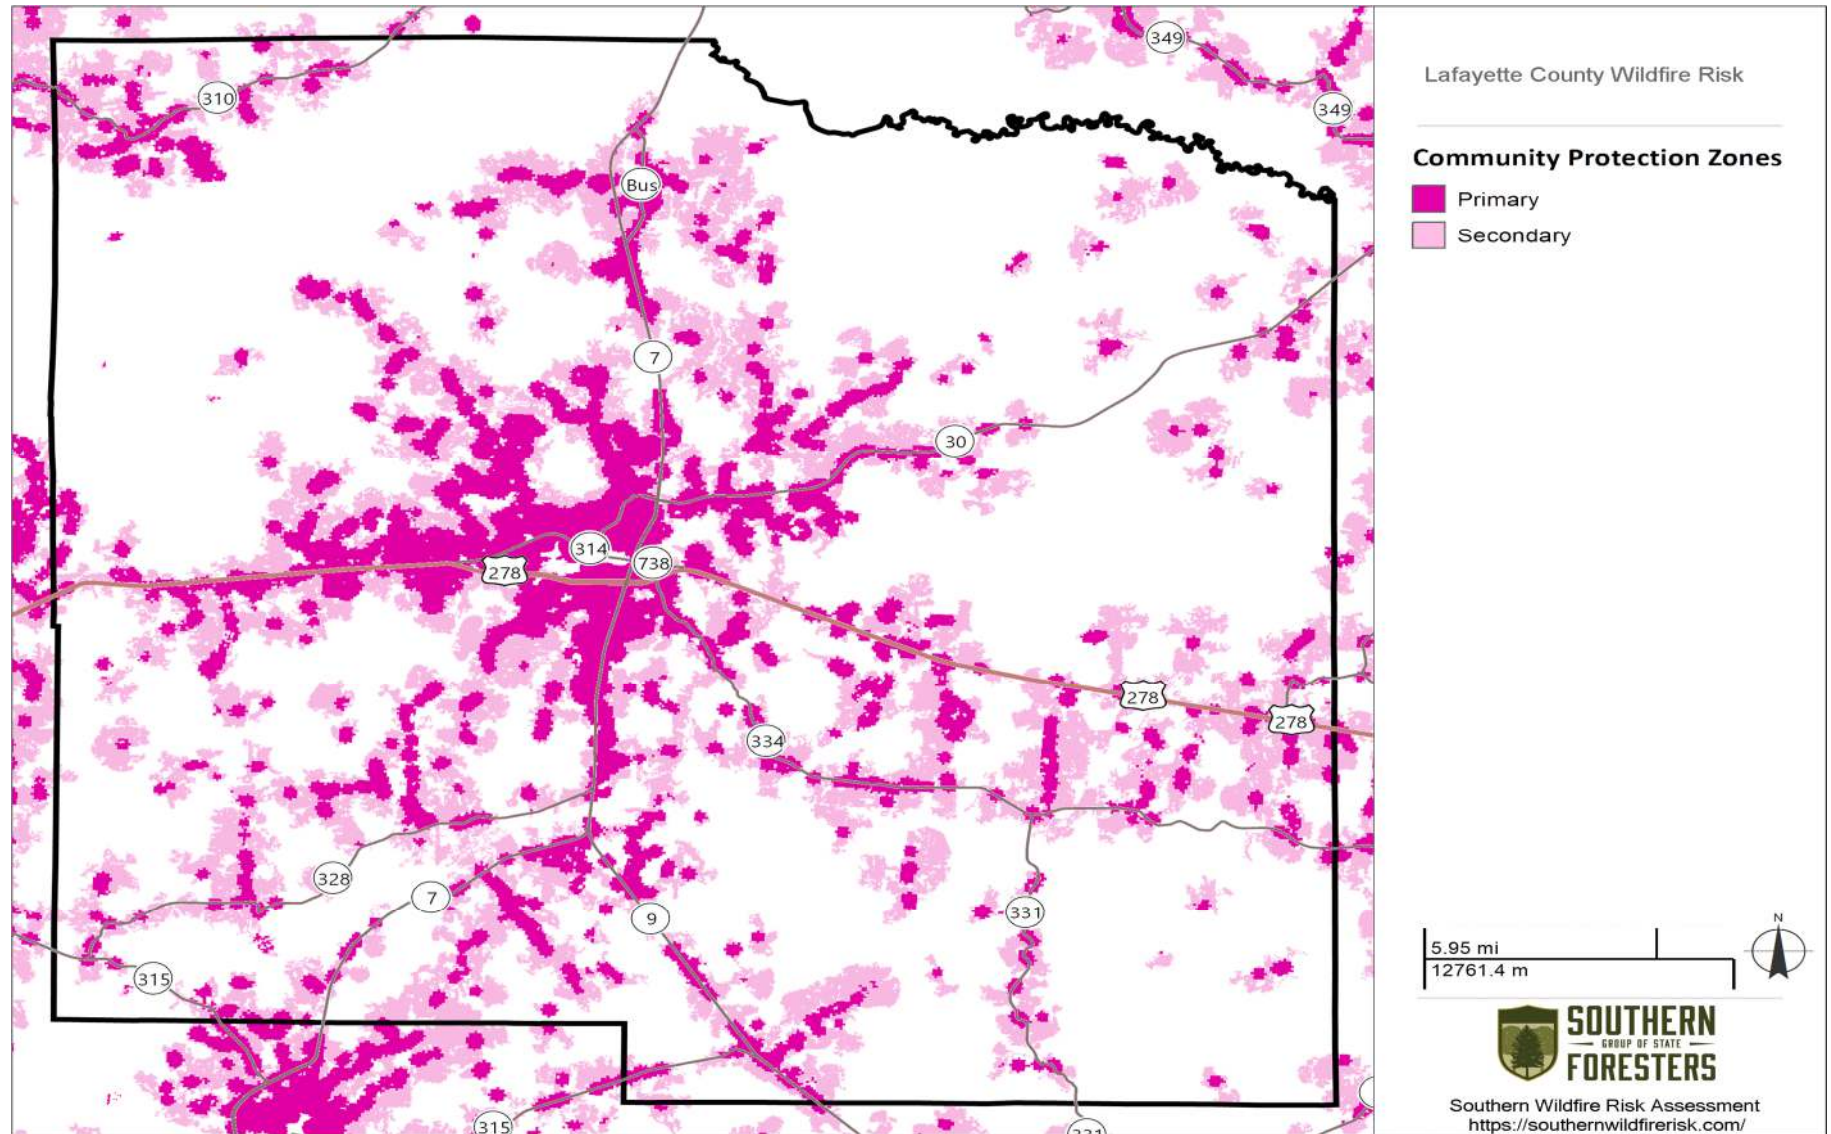 349
349
310
Bus
7
30
314
738
278
278
278
334
328
7
9
331
315
315
331
Lafayette County Wildfire Risk
Community Protection Zones
Primary
Secondary
N
5.95 mi
12761.4 m
SOUTHERN
GROUP OF STATE
FORESTERS
Southern Wildfire Risk Assessment
https://southernwildfirerisk.com/